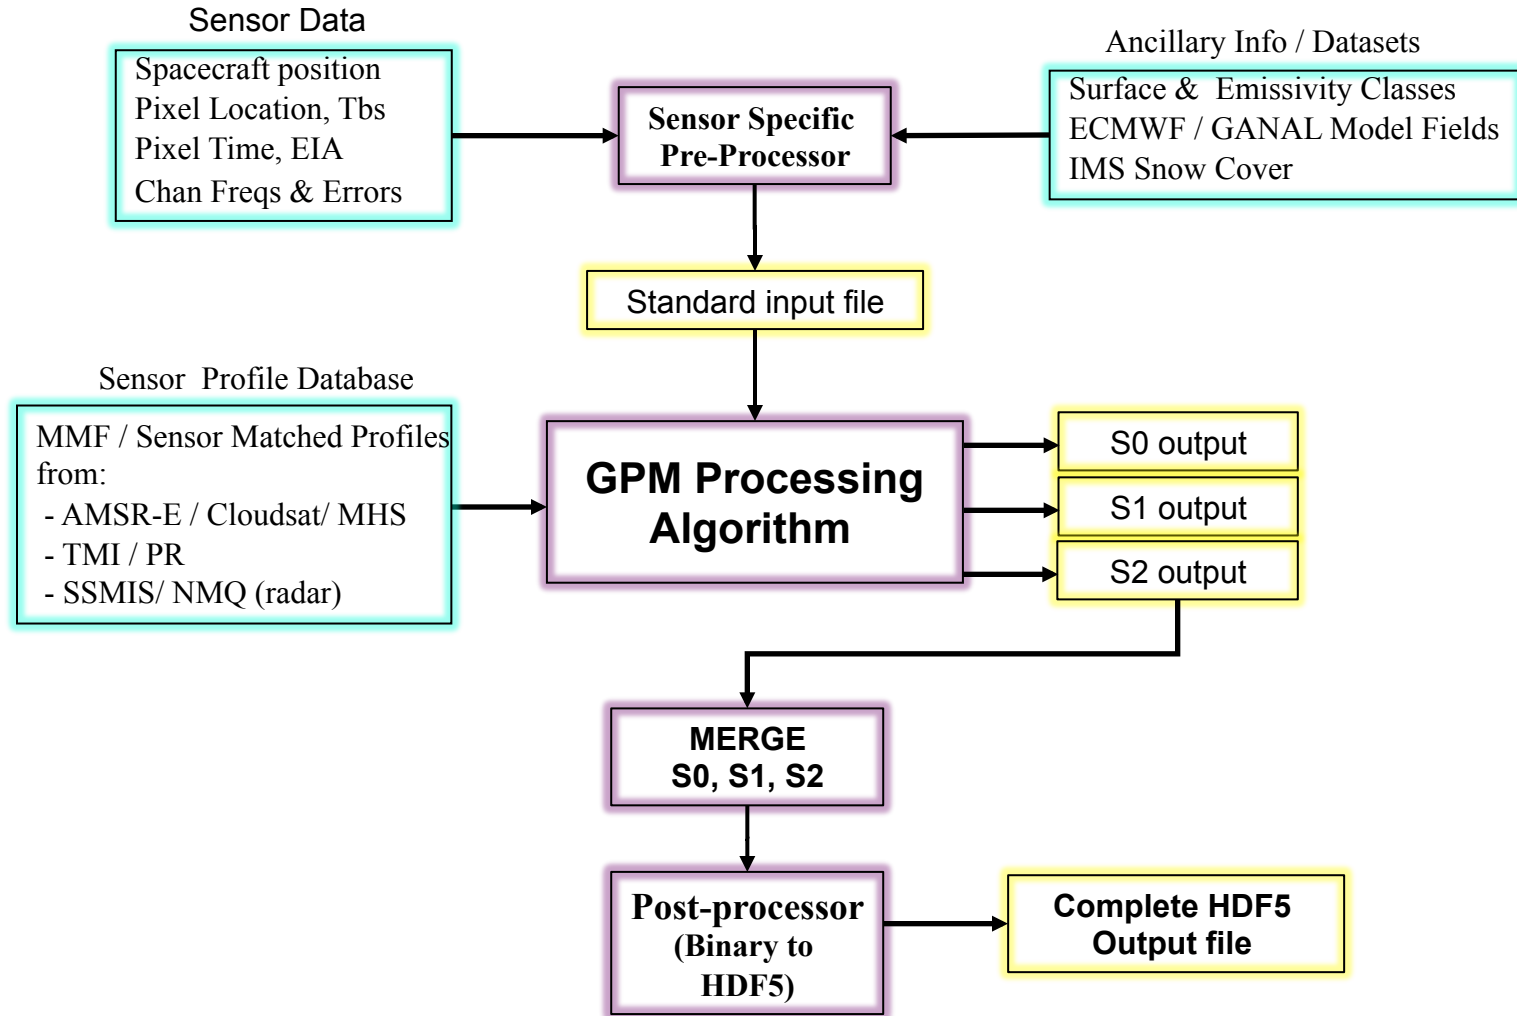 Sensor Data
Spacecraft position
Pixel Location, Tbs
Pixel Time, EIA
Chan Freqs & Errors
Sensor Specific
Pre-Processor
Ancillary Info / Datasets
Surface & Emissivity Classes
ECMWF / GANAL Model Fields
IMS Snow Cover
Standard input file
Sensor Profile Database
MMF / Sensor Matched Profiles
from:
- AMSR-E / Cloudsat/ MHS
- TMI / PR
- SSMIS/ NMQ (radar)
GPM Processing
Algorithm
S0 output
S1 output
S2 output
MERGE
S0, S1, S2
Post-processor
(Binary to
HDF5)
Complete HDF5
Output file